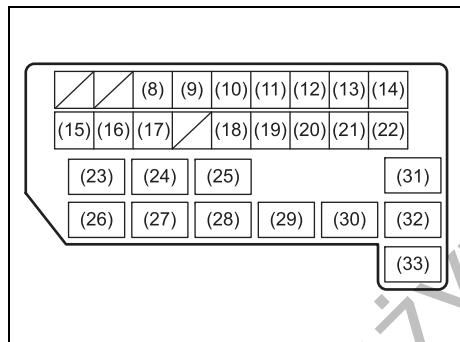 (8) (9) (10) (11) (12) (13) (14)
(15) (16) (17) (18) (19) (20) (21) (22)
(23) (24) (25) (31)
(26) (27) (28) (29) (30) (32)
(33)